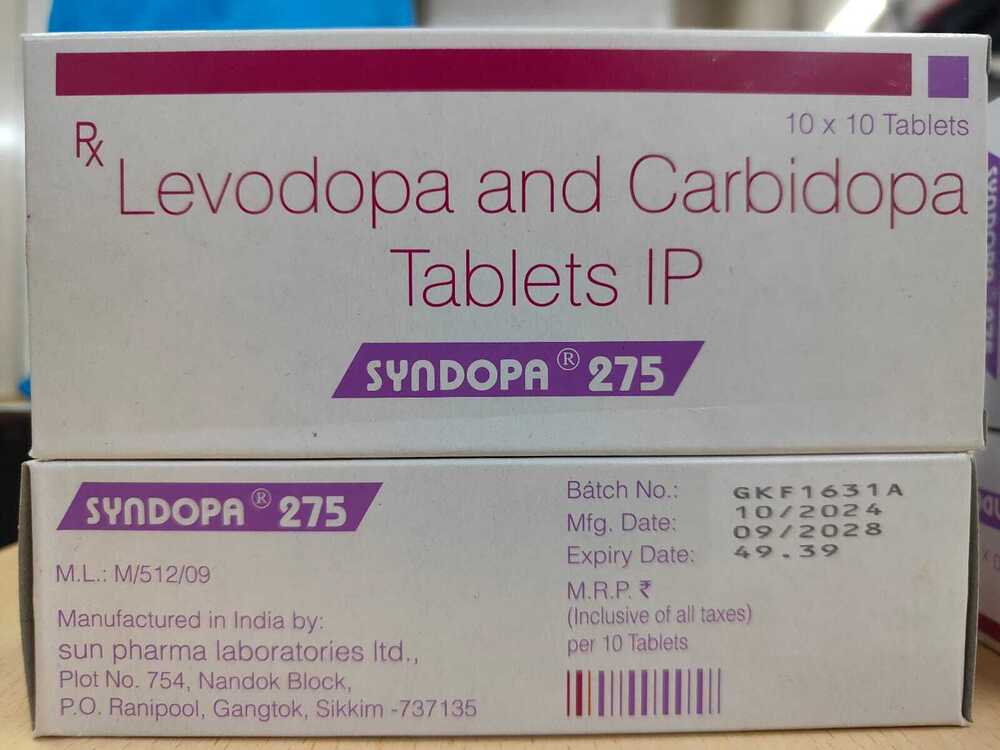 10 x 10 Tablets
Rx
Levodopa and Carbidopa
Tablets IP
SYNDOPA® 275
SYNDOPA® 275
M.L.: M/512/09
Manufactured in India by:
sun pharma laboratories ltd.,
Plot No. 754, Nandok Block,
P.O. Ranipool, Gangtok, Sikkim -737135
Batch No.: GKF1631A
Mfg. Date: 10/2024
Expiry Date: 09/2028
M.R.P. ₹ 49.39
(Inclusive of all taxes)
per 10 Tablets